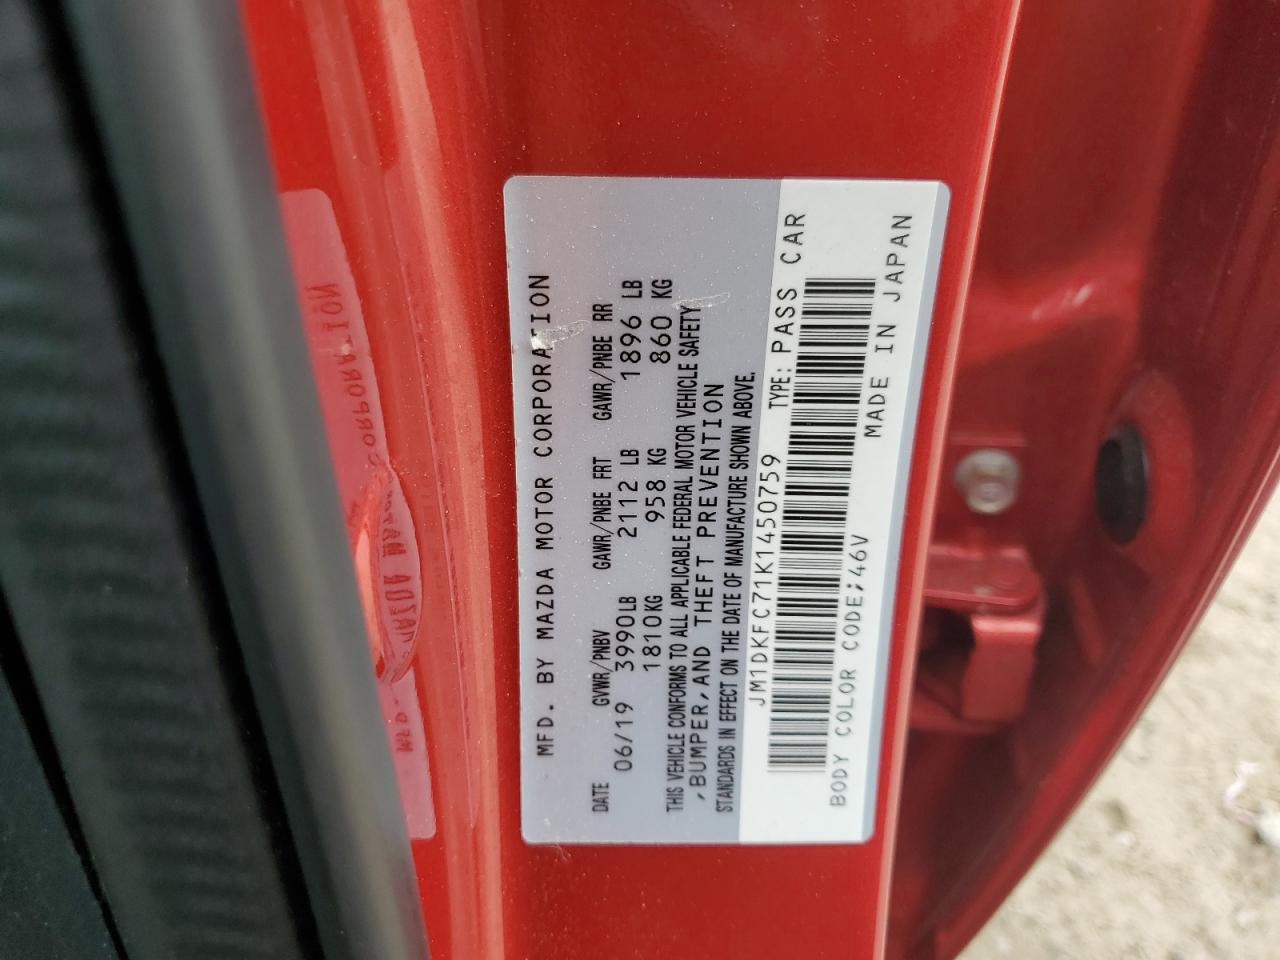 MFD. BY MAZDA MOTOR CORPORATION
DATE GVWR/PNBV GAWR/PNBE FRT GAWR/PNBE RR
06/19 3990LB 2112 LB 1896 LB
1810KG 958 KG 860 KG
THIS VEHICLE CONFORMS TO ALL APPLICABLE FEDERAL MOTOR VEHICLE SAFETY
,BUMPER,AND THEFT PREVENTION
STANDARDS IN EFFECT ON THE DATE OF MANUFACTURE SHOWN ABOVE.
JM1DKFC71K1450759 TYPE: PASS CAR
BODY COLOR CODE;46V MADE IN JAPAN